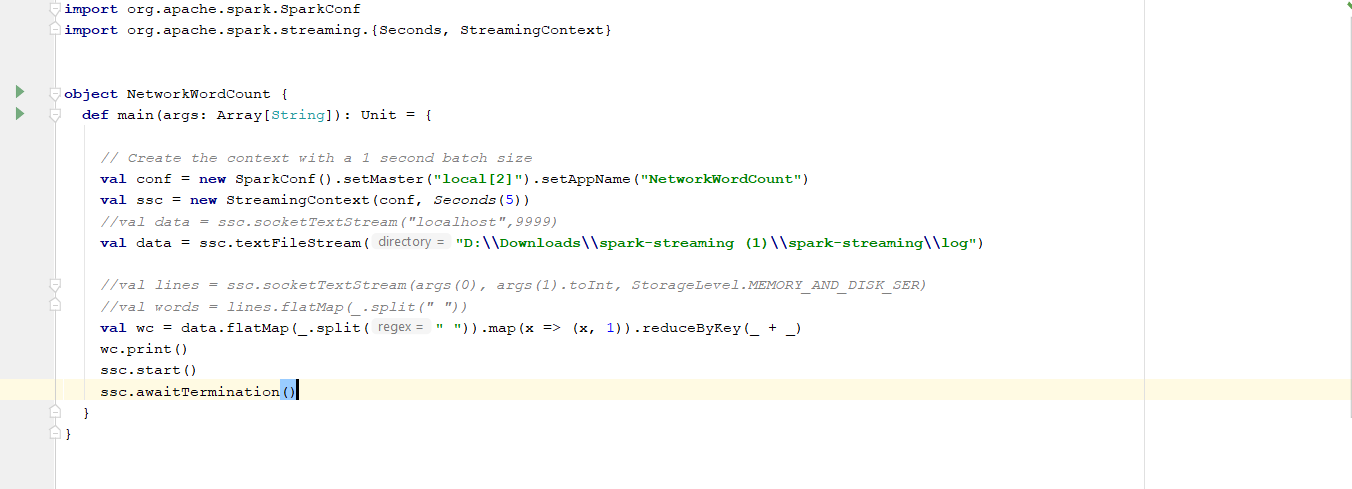 import org.apache.spark.SparkConf
import org.apache.spark.streaming.{Seconds, StreamingContext}
object NetworkWordCount {
def main(args: Array[String]): Unit = {
// Create the context with a 1 second batch size
val conf = new SparkConf().setMaster("local[2]").setAppName("NetworkWordCount")
val ssc = new StreamingContext(conf, Seconds(5))
//val data = ssc.socketTextStream("localhost",9999)
val data = ssc.textFileStream( directory = "D:\\Downloads\\spark-streaming (1)\\spark-streaming\\log")
//val lines = ssc.socketTextStream(args(0), args(1).toInt, StorageLevel.MEMORY_AND_DISK_SER)
//val words = lines.flatMap(_.split(" "))
val wc = data.flatMap(_.split( regex = " ")).map(x => (x, 1)).reduceByKey(_ + _)
wc.print()
ssc.start()
ssc.awaitTermination()
}
}